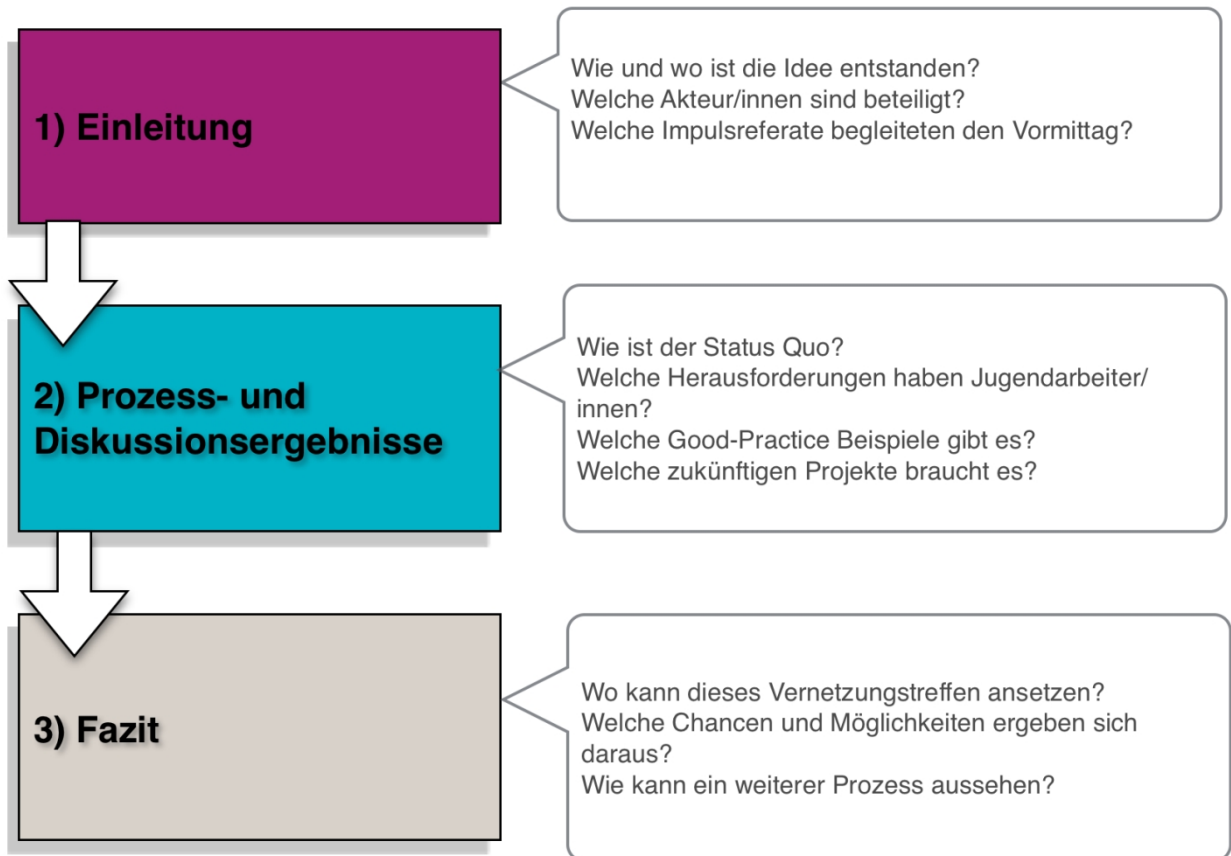 1) Einleitung
Wie und wo ist die Idee entstanden?
Welche Akteur/innen sind beteiligt?
Welche Impulsreferate begleiteten den Vormittag?
2) Prozess- und
Diskussionsergebnisse
Wie ist der Status Quo?
Welche Herausforderungen haben Jugendarbeiter/
innen?
Welche Good-Practice Beispiele gibt es?
Welche zukünftigen Projekte braucht es?
3) Fazit
Wo kann dieses Vernetzungstreffen ansetzen?
Welche Chancen und Möglichkeiten ergeben sich
daraus?
Wie kann ein weiterer Prozess aussehen?